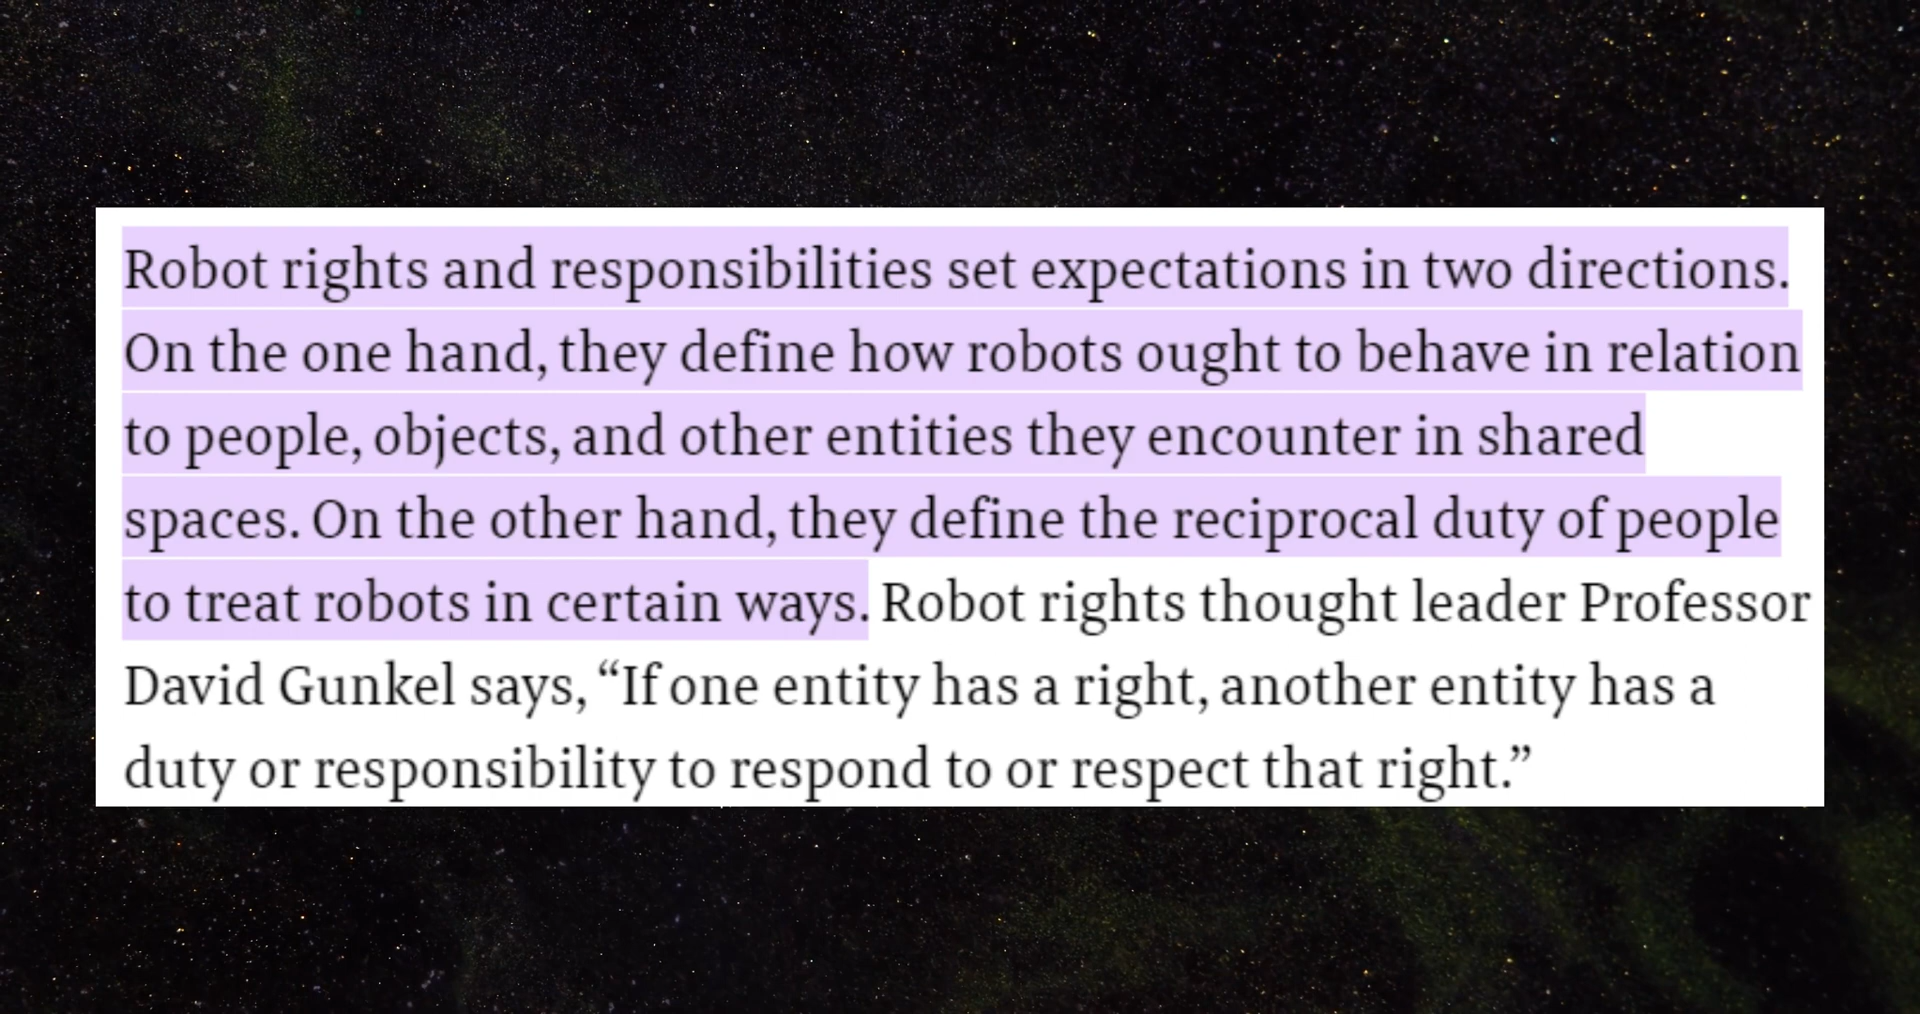 Robot rights and responsibilities set expectations in two directions.
On the one hand, they define how robots ought to behave in relation
to people, objects, and other entities they encounter in shared
spaces. On the other hand, they define the reciprocal duty of people
to treat robots in certain ways. Robot rights thought leader Professor
David Gunkel says, “If one entity has a right, another entity has a
duty or responsibility to respond to or respect that right.”